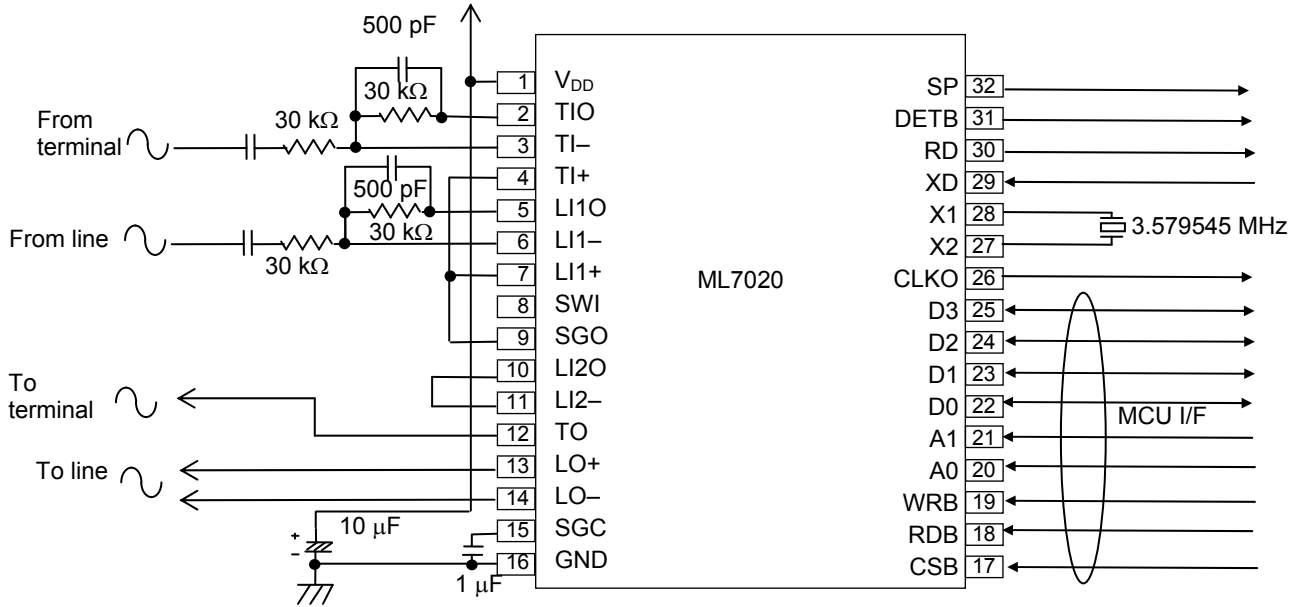 500 pF
30 kΩ
30 kΩ
From
terminal
500 pF
30 kΩ
From line
30 kΩ
To
terminal
To line
+
–
10 μF
1 μF
ML7020
1 VDD
2 TIO
3 TI–
4 TI+
5 LI1O
6 LI1–
7 LI1+
8 SWI
9 SGO
10 LI2O
11 LI2–
12 TO
13 LO+
14 LO–
15 SGC
16 GND
SP 32
DETB 31
RD 30
XD 29
X1 28
X2 27
3.579545 MHz
CLKO 26
D3 25
D2 24
D1 23
D0 22
MCU I/F
A1 21
A0 20
WRB 19
RDB 18
CSB 17